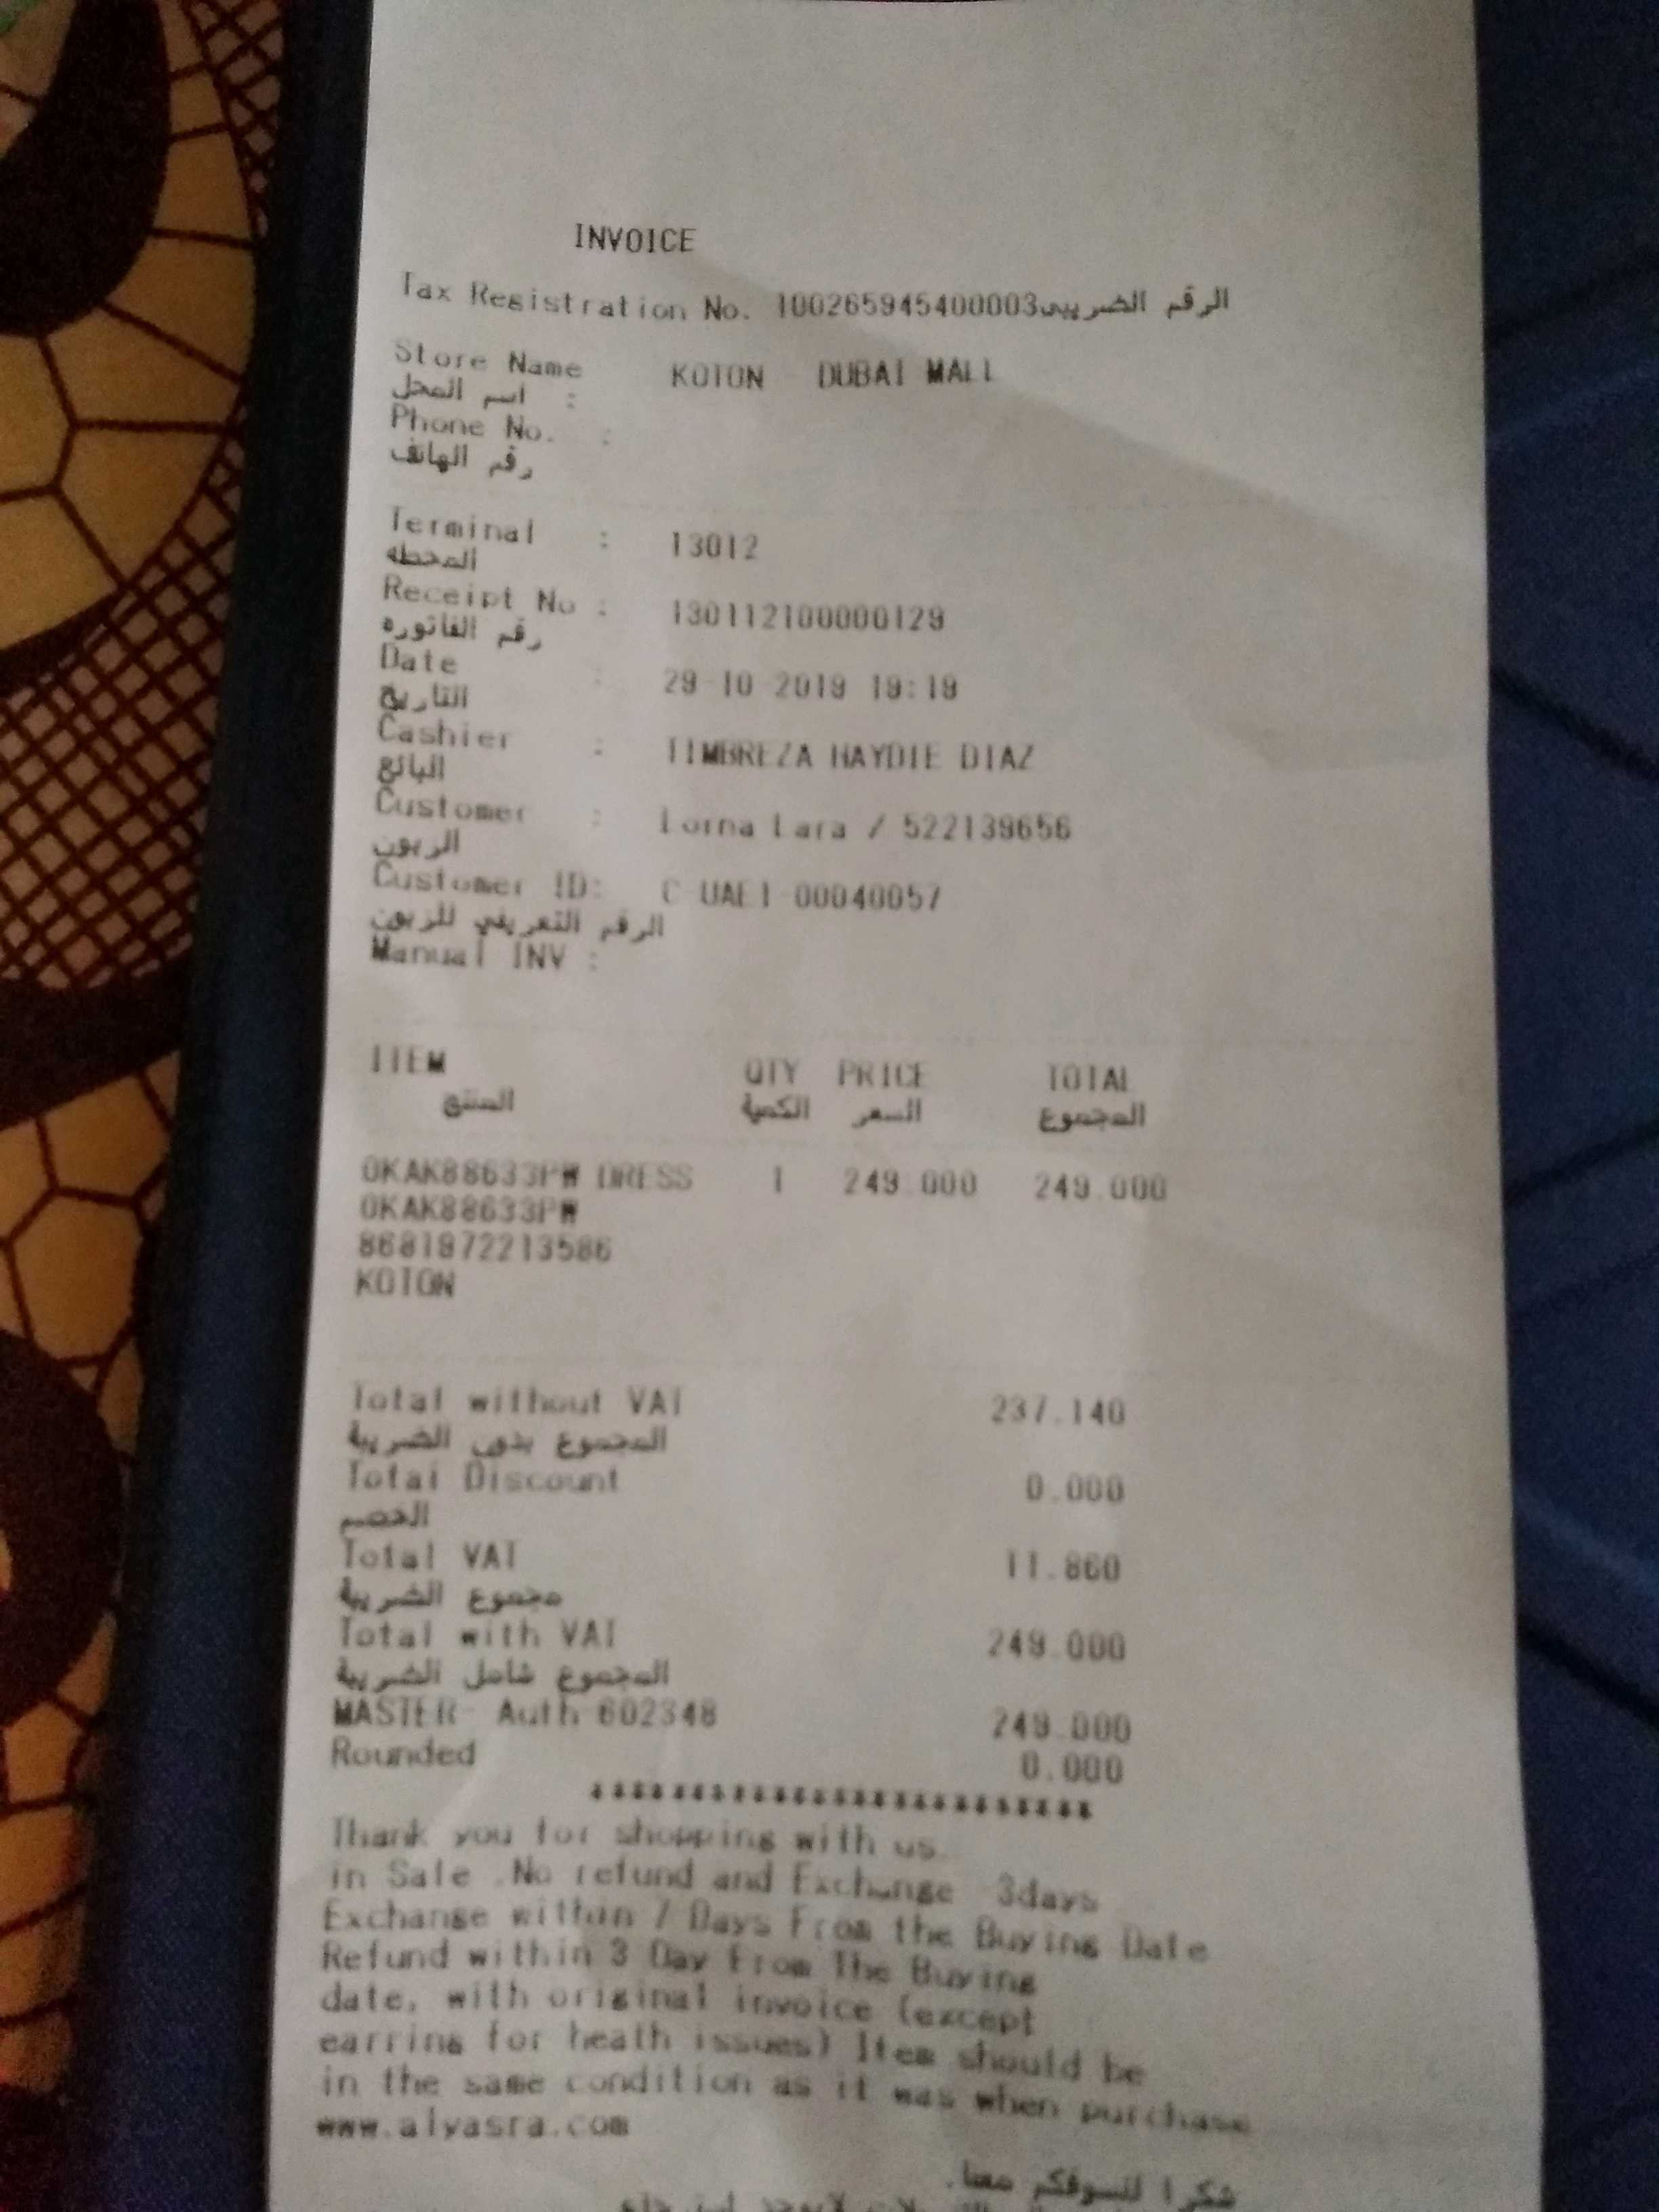 INVOICE
Tax Registration No. 100265945400003الرقم الضريبي
Store Name KOTON DUBAI MALL
اسم المحل :
Phone No. :
رقم الهاتف
Terminal : 13012
المحطه
Receipt No : 130112100000129
رقم الفاتوره
Date : 29-10-2019 19:19
التاريخ
Cashier : TIMBREZA HAYDIE DIAZ
البائع
Customer : Lorna Lara / 522139656
الزبون
Customer ID: C-UAE1-00040057
الرقم التعريفي للزبون
Manual INV :
ITEM QTY PRICE TOTAL
المنتج الكمية السعر المجموع
OKAK88633PW DRESS 1 249.000 249.000
OKAK88633PW
8681972213586
KOTON
Total without VAT 237.140
المجموع بدون الضريبة
Total Discount 0.000
الخصم
Total VAT 11.860
مجموع الضريبة
Total with VAT 249.000
المجموع شامل الضريبة
MASTER- Auth 602348 249.000
Rounded 0.000
**************************
Thank you for shopping with us.
in Sale .No refund and Exchange 3days
Exchange within 7 Days From the Buying Date
Refund within 3 Day From The Buying
date, with original invoice (except
earring for heath issues) Item should be
in the same condition as it was when purchase
www.alyasra.com
شكرا لتسوقكم معنا.